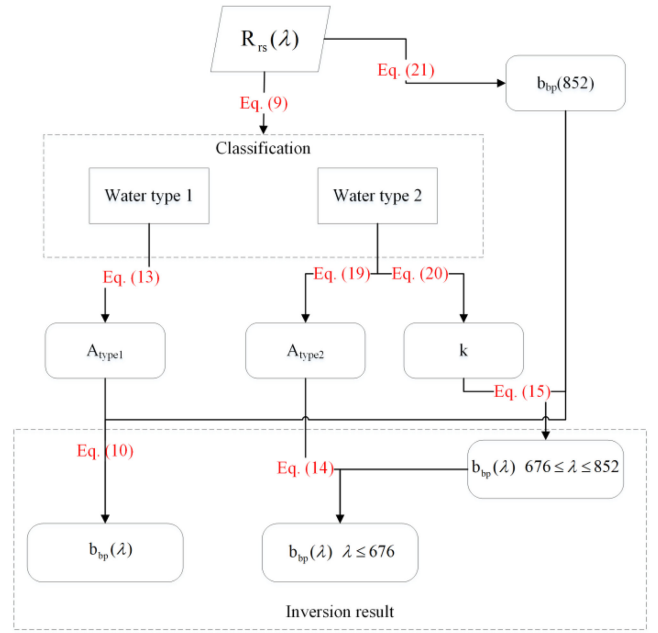 R_rs(λ)
Eq. (21)
b_bp(852)
Eq. (9)
Classification
Water type 1
Water type 2
Eq. (13)
Eq. (19)
Eq. (20)
A_type1
A_type2
k
Eq. (15)
Eq. (10)
Eq. (14)
b_bp(λ) 676 ≤ λ ≤ 852
b_bp(λ)
b_bp(λ) λ ≤ 676
Inversion result